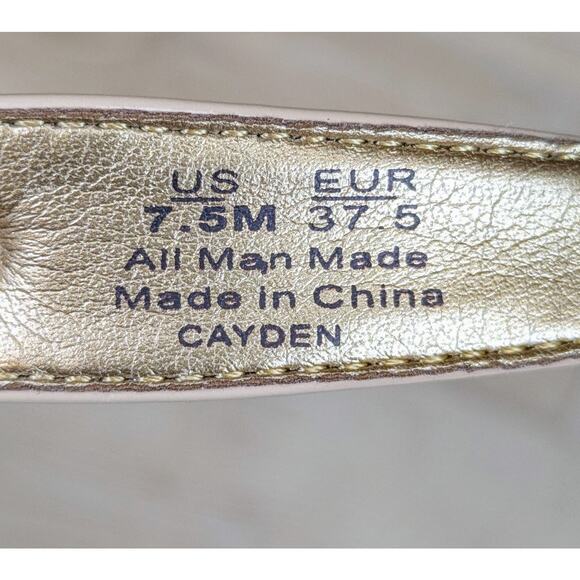 US EUR
7.5M 37.5
All Man Made
Made in China
CAYDEN